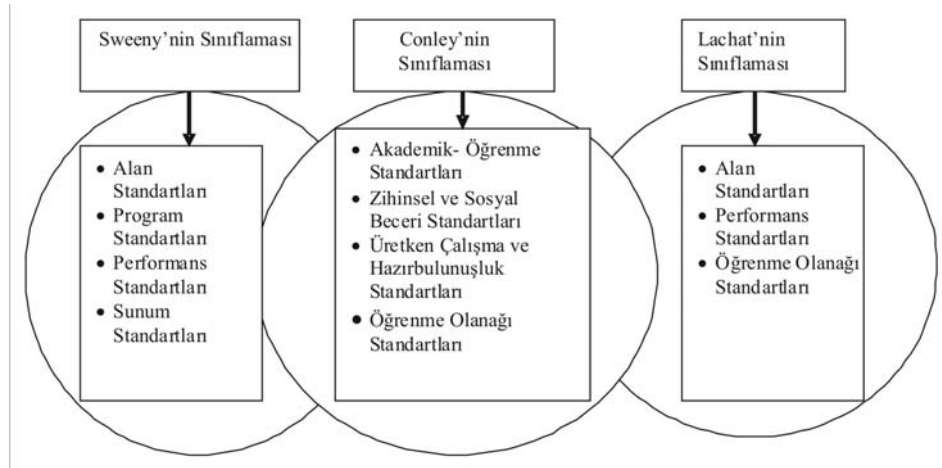 Sweeny’nin Sınıflaması
Conley’nin
Sınıflaması
Lachat’nin
Sınıflaması
• Alan
Standartları
• Program
Standartları
• Performans
Standartları
• Sunum
Standartları
• Akademik- Öğrenme
Standartları
• Zihinsel ve Sosyal
Beceri Standartları
• Üretken Çalışma ve
Hazırbulunuşluk
Standartları
• Öğrenme Olanağı
Standartları
• Alan
Standartları
• Performans
Standartları
• Öğrenme Olanağı
Standartları